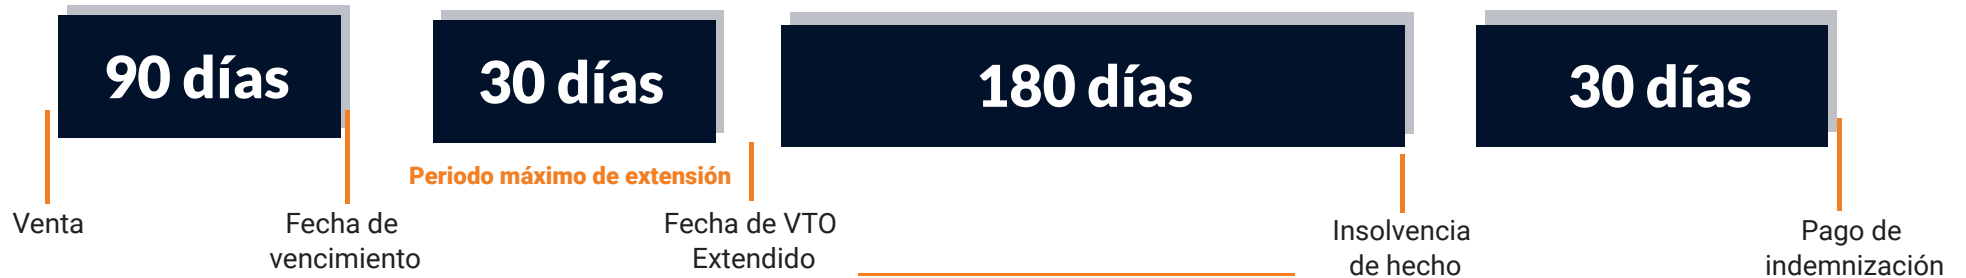 90 días
30 días
180 días
30 días
Periodo máximo de extensión
Venta
Fecha de
vencimiento
Fecha de VTO
Extendido
Insolvencia
de hecho
Pago de
indemnización